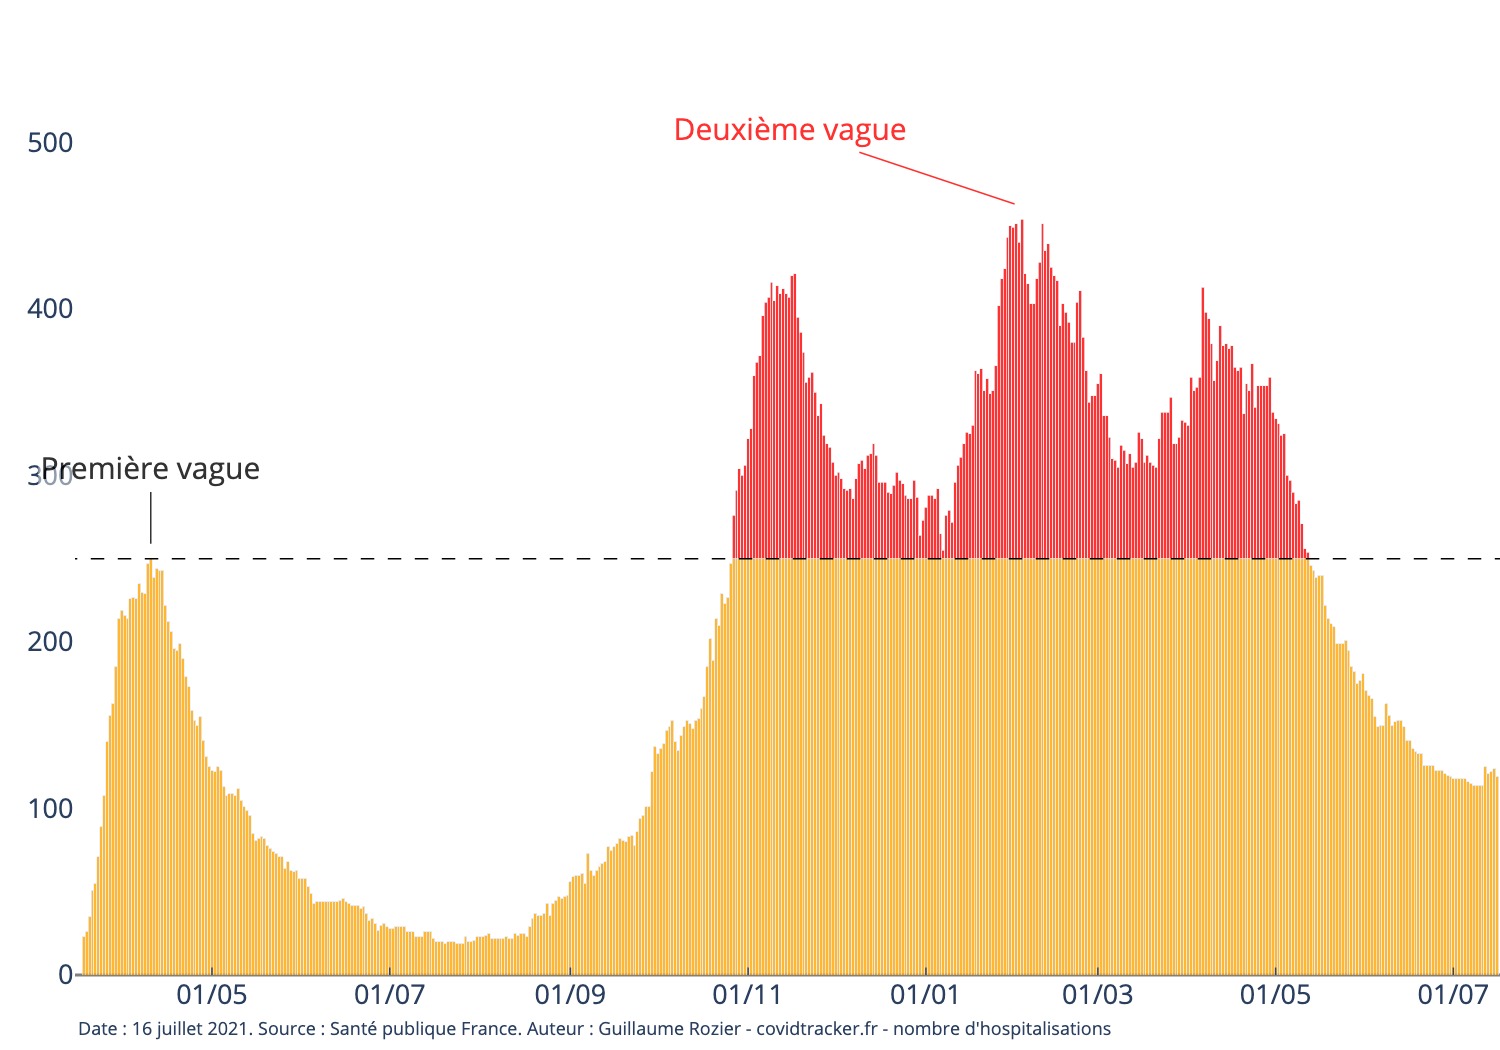 500
Deuxième vague
400
300
Première vague
200
100
0
01/05 01/07 01/09 01/11 01/01 01/03 01/05 01/07
Date : 16 juillet 2021. Source : Santé publique France. Auteur : Guillaume Rozier - covidtracker.fr - nombre d'hospitalisations